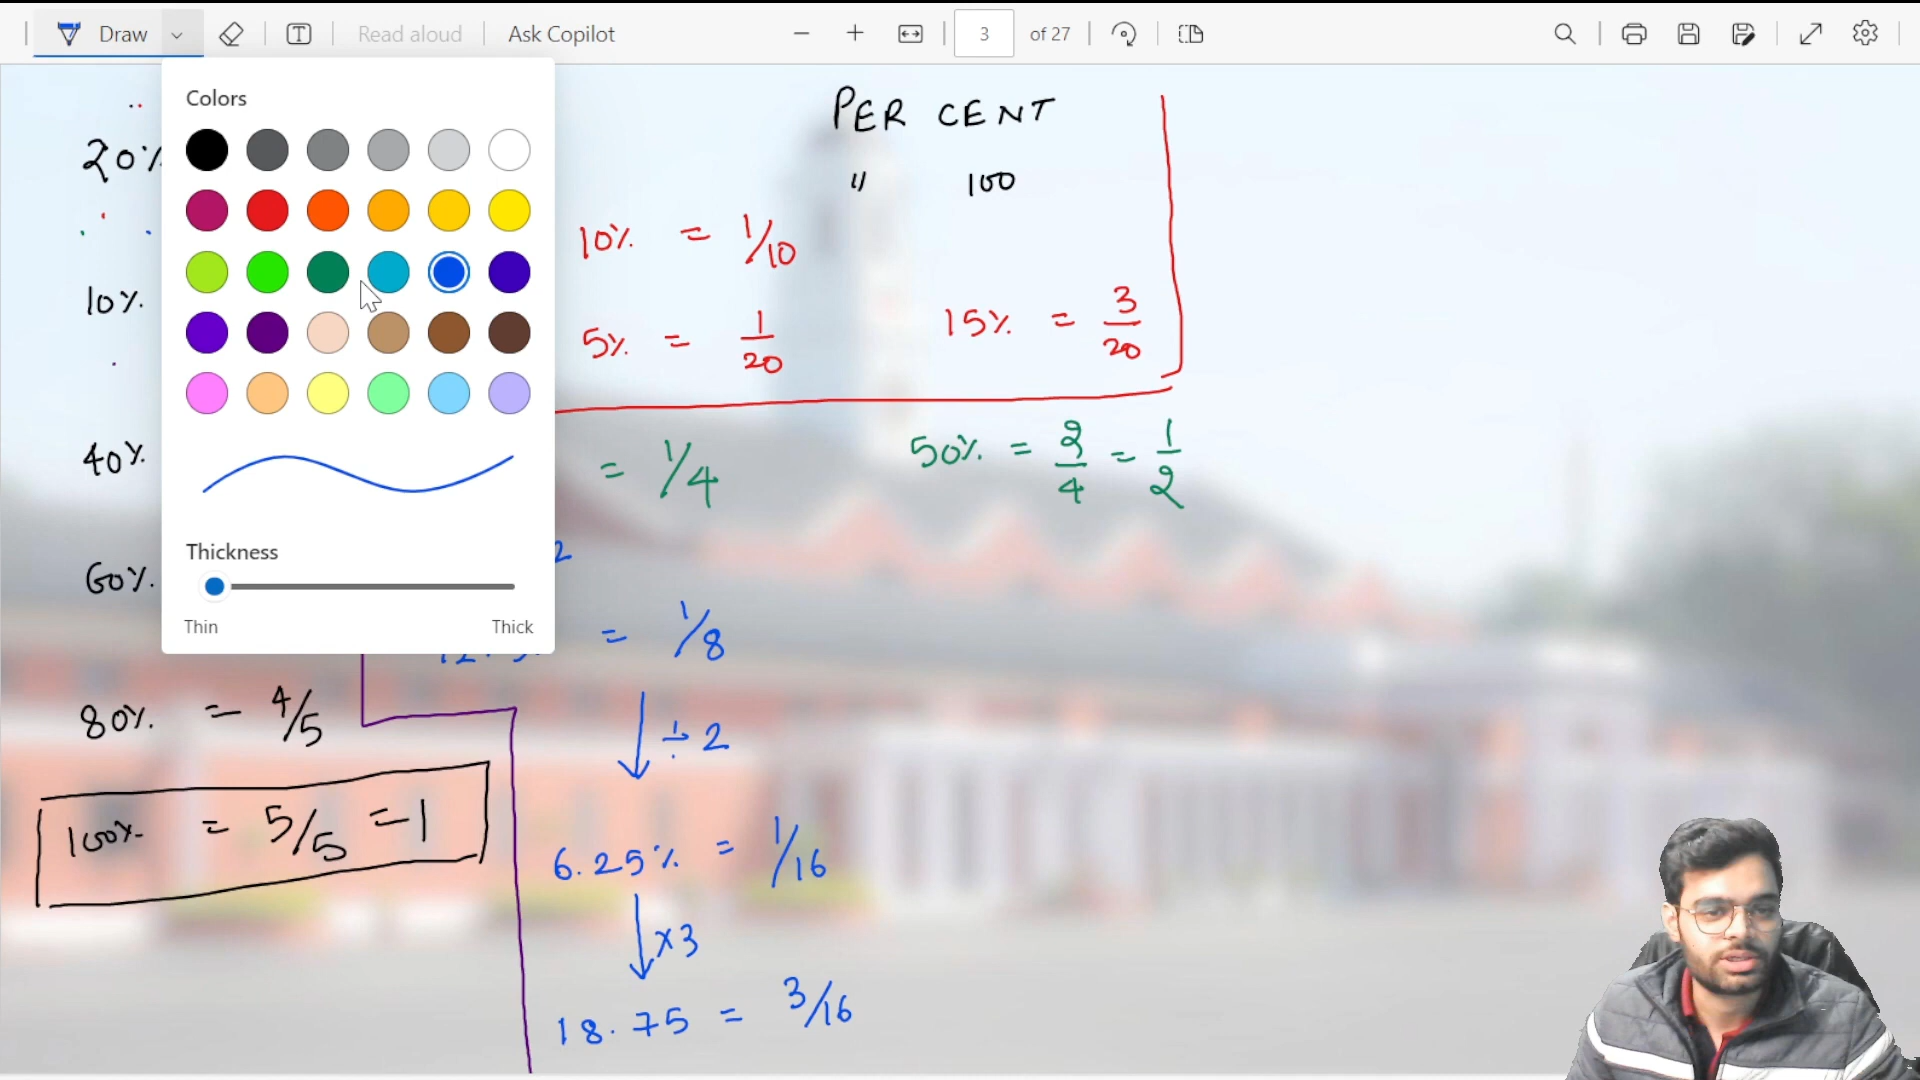 Draw Read aloud Ask Copilot 3 of 27
Colors
PER CENT
" 100
20%
10% = 1/10
10%
5% = 1/20
15% = 3/20
40%
= 1/4
50% = 2/4 = 1/2
Thickness
2
60%.
Thin Thick
= 1/8
80%. = 4/5
÷ 2
100% = 5/5 = 1
6.25% = 1/16
x3
18.75 = 3/16